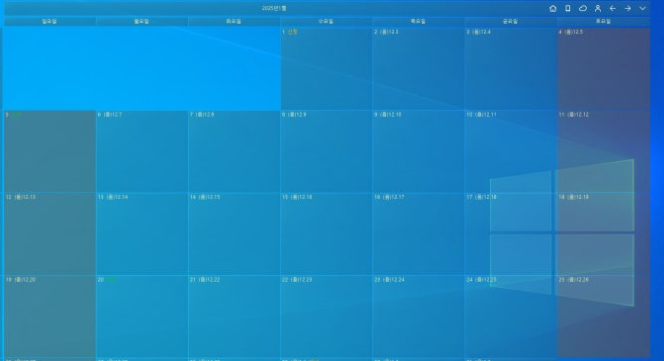 2025년 1월
일요일 월요일 화요일 수요일 목요일 금요일 토요일
1 신정 2 (음)12.3 3 (음)12.4 4 (음)12.5
5 6 (음)12.7 7 (음)12.8 8 (음)12.9 9 (음)12.10 10 (음)12.11 11 (음)12.12
12 (음)12.13 13 (음)12.14 14 (음)12.15 15 (음)12.16 16 (음)12.17 17 (음)12.18 18 (음)12.19
19 (음)12.20 20 21 (음)12.22 22 (음)12.23 23 (음)12.24 24 (음)12.25 25 (음)12.26